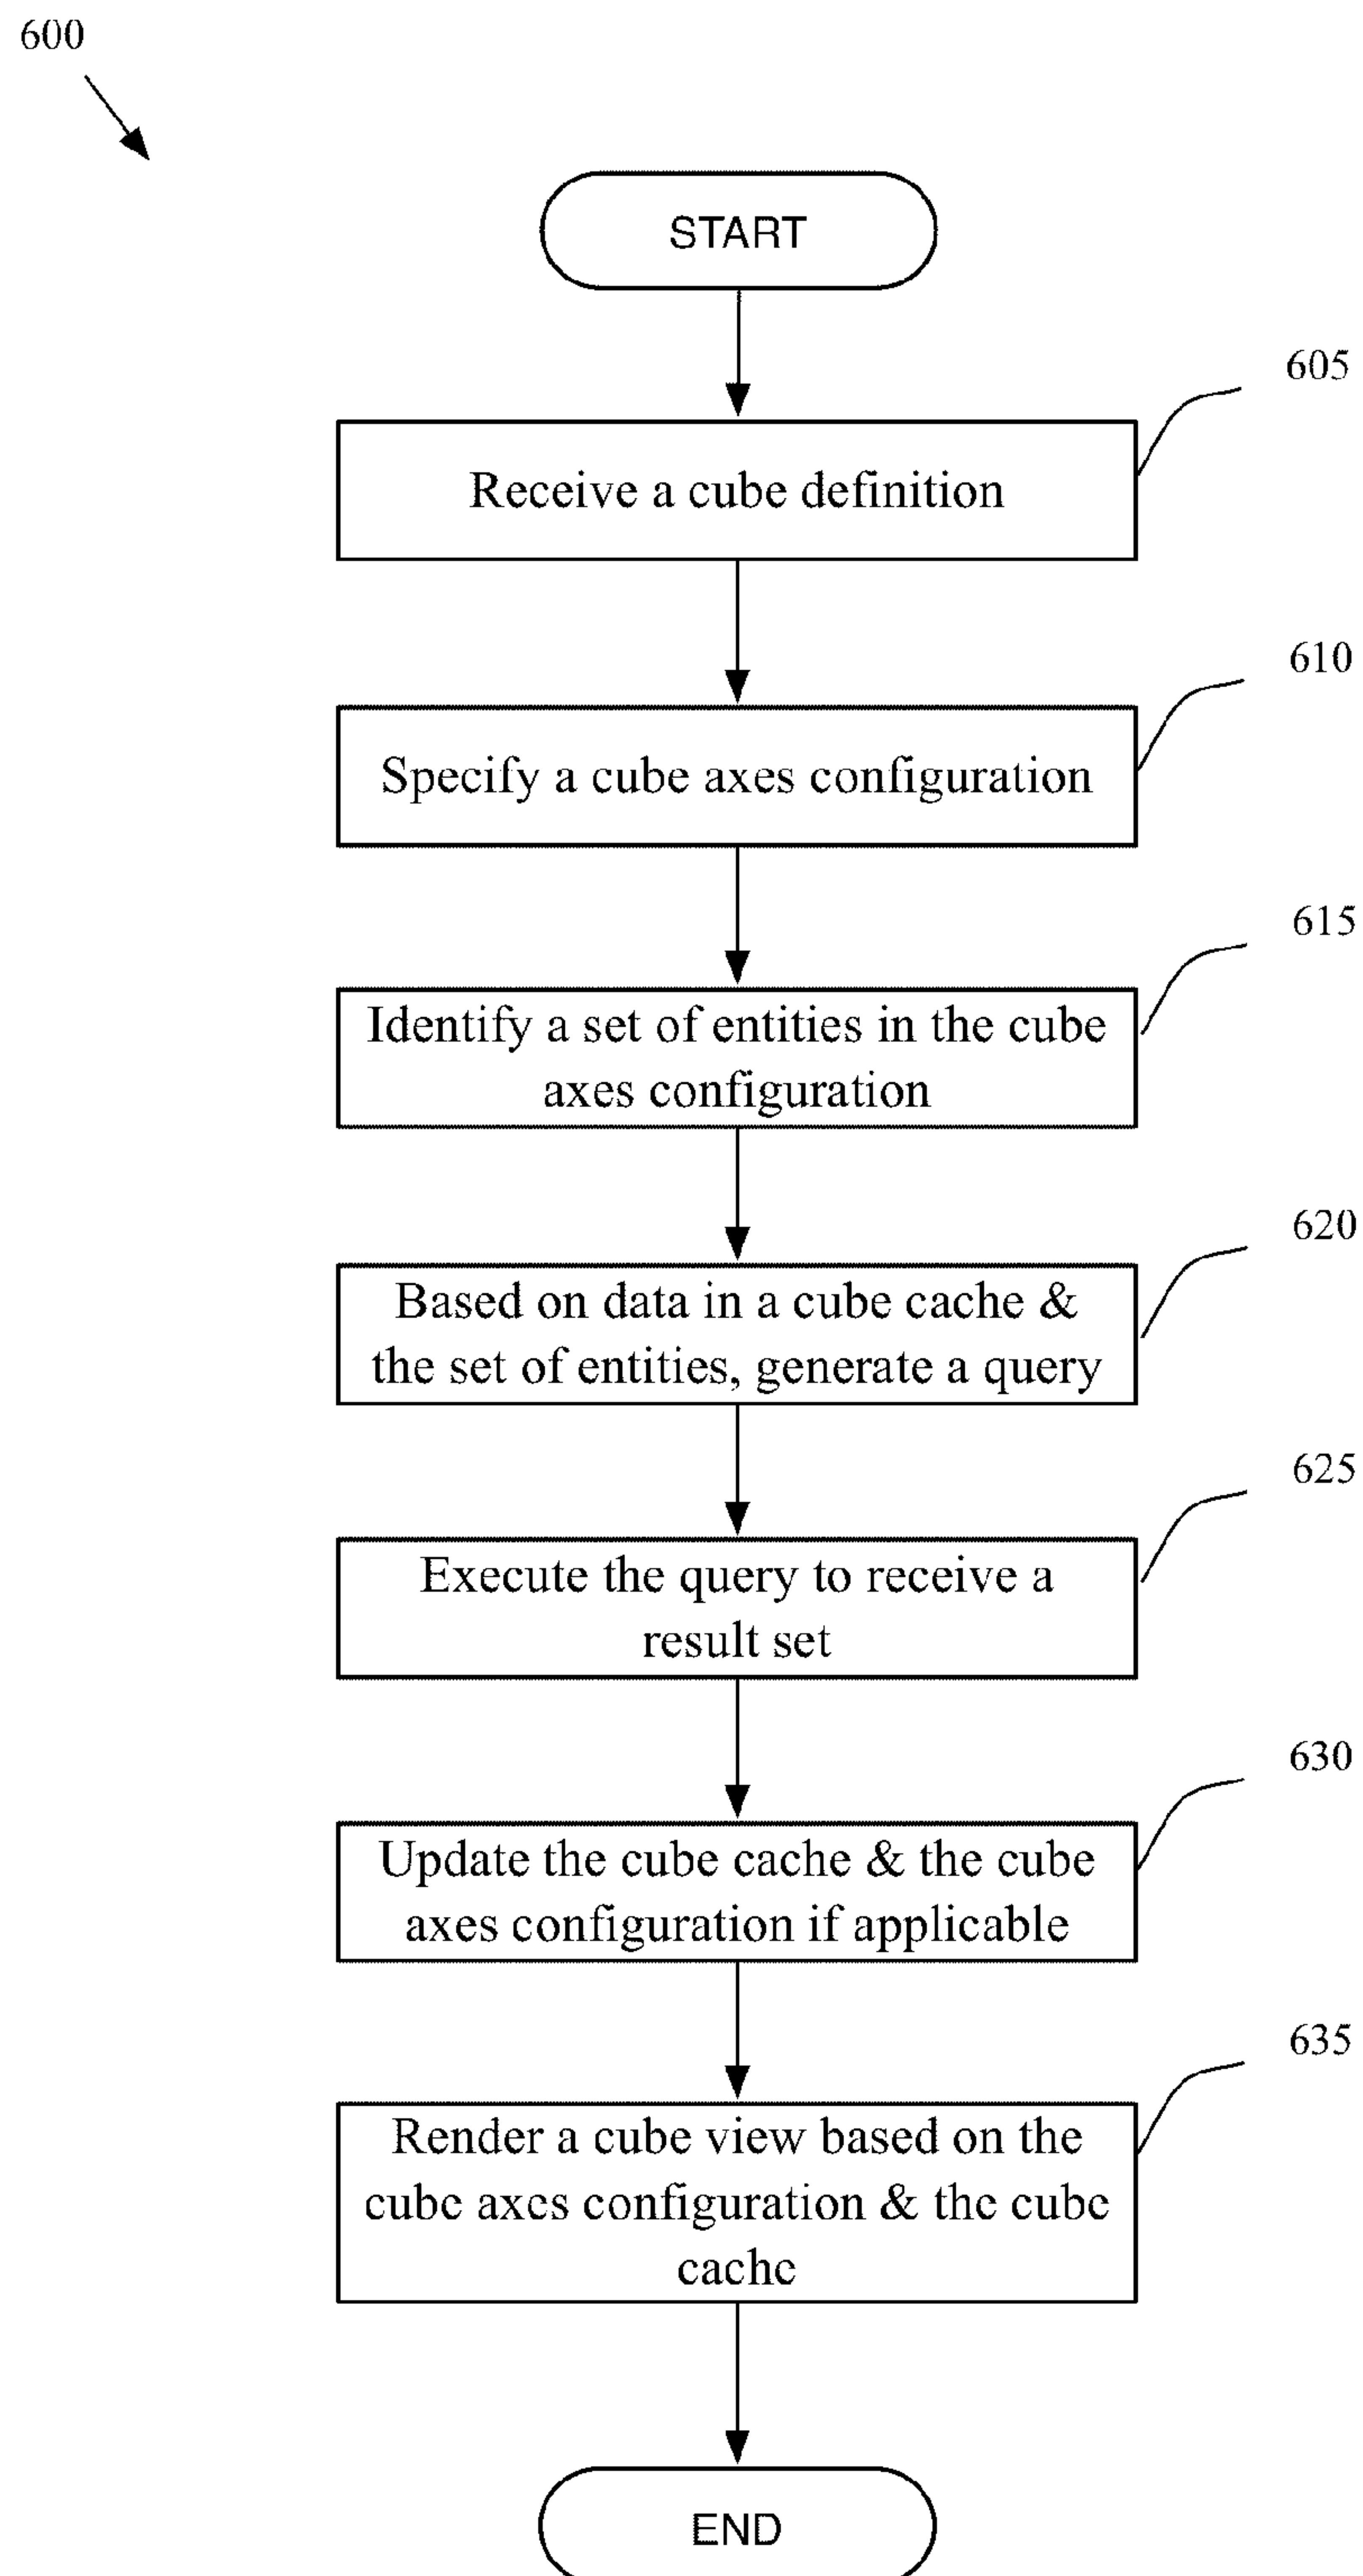 600
START
605
Receive a cube definition
610
Specify a cube axes configuration
615
Identify a set of entities in the cube
axes configuration
620
Based on data in a cube cache &
the set of entities, generate a query
625
Execute the query to receive a
result set
630
Update the cube cache & the cube
axes configuration if applicable
635
Render a cube view based on the
cube axes configuration & the cube
cache
END